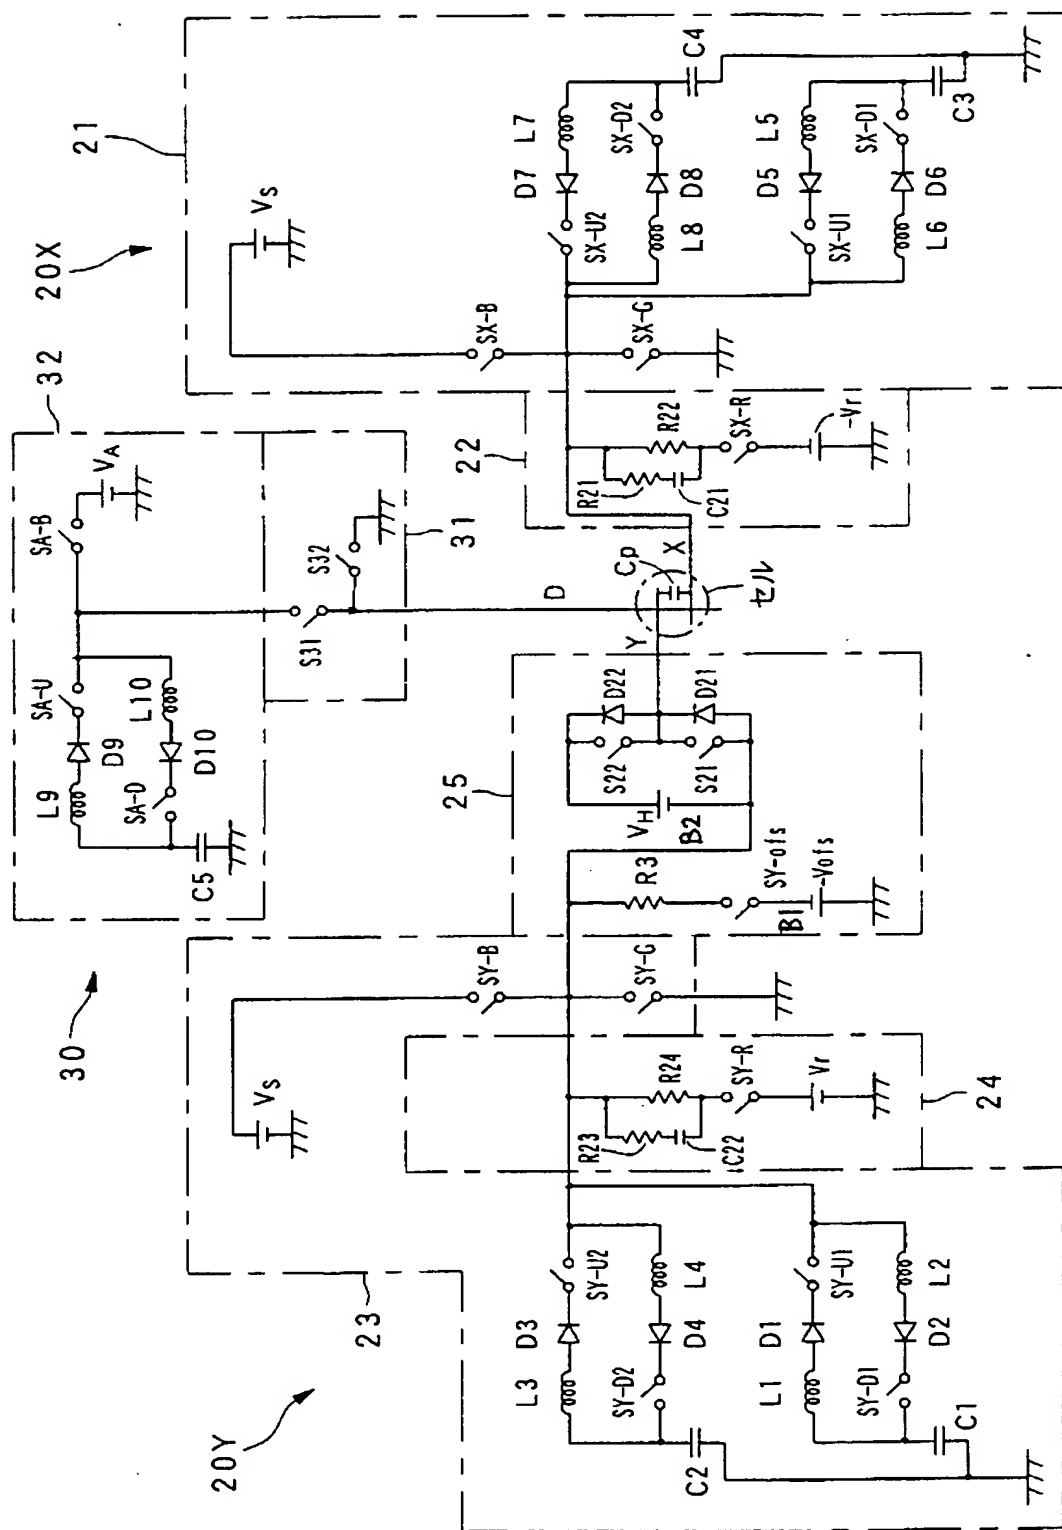 20X
21
Vs
SX-B
SX-G
SX-U2
D7
L7
L8
D8
SX-D2
C4
SX-U1
D5
L5
L6
D6
SX-D1
C3
22
R21
R22
C21
SX-R
-Vr
32
SA-B
VA
SA-U
D9
L9
L10
D10
SA-D
C5
31
S31
S32
30
D
X
Cp
Y
セル
25
D22
S22
D21
S21
VH
B2
R3
SY-ofs
-Vofs
B1
20Y
23
Vs
SY-B
SY-G
24
R23
R24
C22
SY-R
Vr
SY-U2
D3
L3
L4
D4
SY-D2
C2
SY-U1
D1
L1
L2
D2
SY-D1
C1